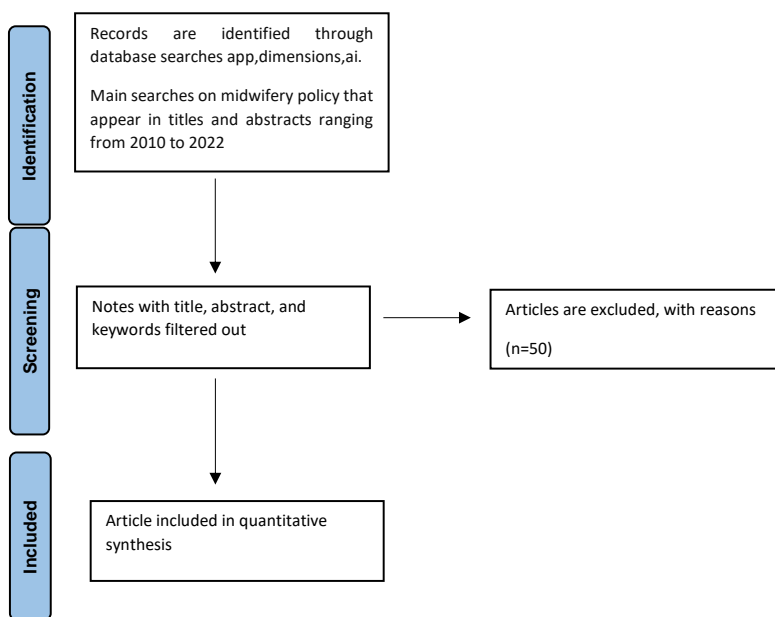 Identification
Records are identified through
database searches app,dimensions,ai.
Main searches on midwifery policy that
appear in titles and abstracts ranging
from 2010 to 2022
Screening
Notes with title, abstract, and
keywords filtered out
Articles are excluded, with reasons
(n=50)
Included
Article included in quantitative
synthesis